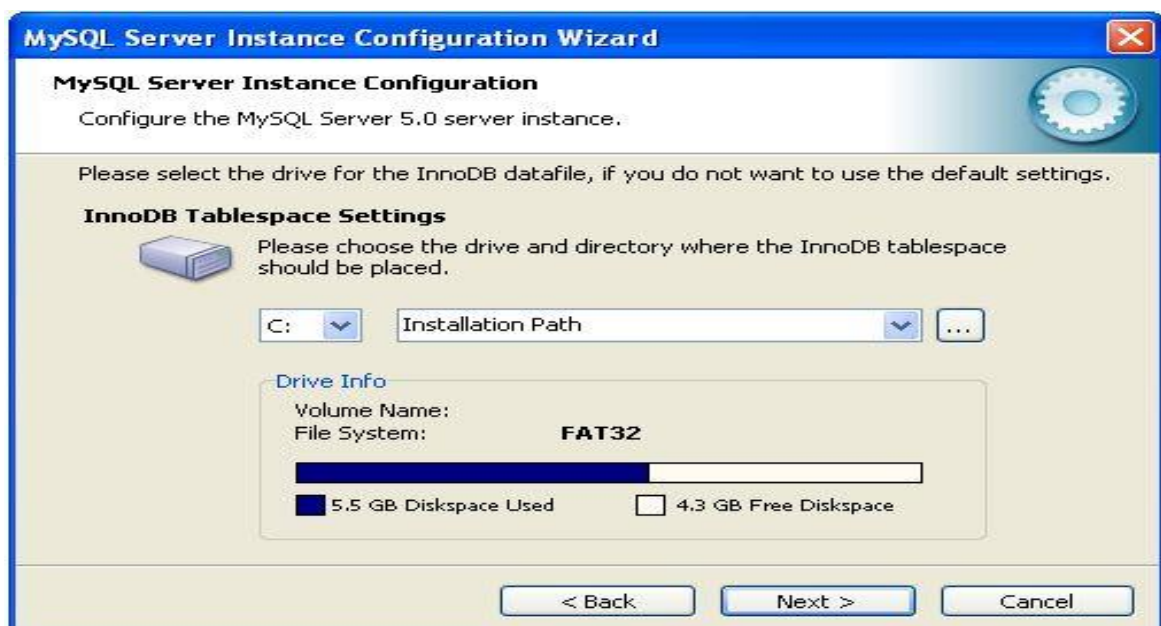 MySQL Server Instance Configuration Wizard
MySQL Server Instance Configuration
Configure the MySQL Server 5.0 server instance.
Please select the drive for the InnoDB datafile, if you do not want to use the default settings.
InnoDB Tablespace Settings
Please choose the drive and directory where the InnoDB tablespace
should be placed.
C: Installation Path ...
Drive Info
Volume Name:
File System: FAT32
5.5 GB Diskspace Used 4.3 GB Free Diskspace
< Back Next > Cancel